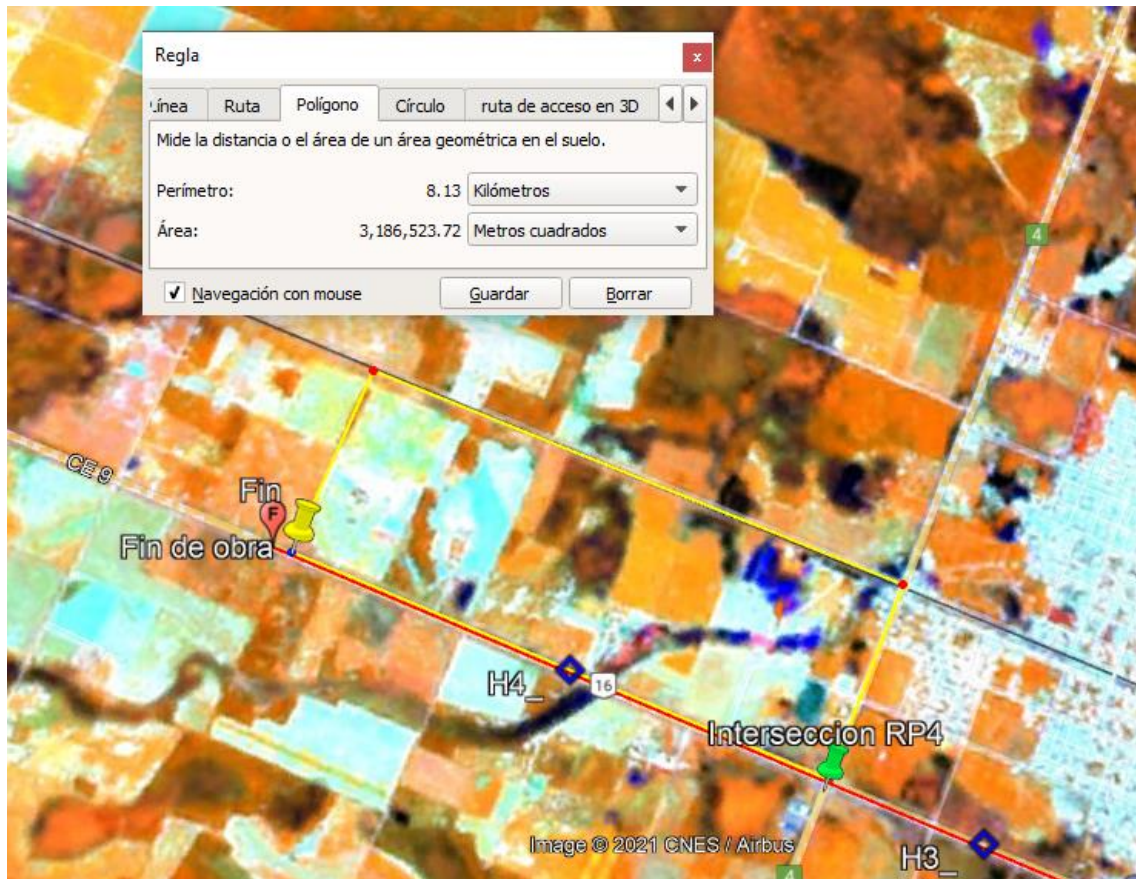 Regla
x
Línea Ruta Polígono Círculo ruta de acceso en 3D
Mide la distancia o el área de un área geométrica en el suelo.
Perímetro: 8.13 Kilómetros
Área: 3,186,523.72 Metros cuadrados
Navegación con mouse Guardar Borrar
4
CE 9
Fin
F
Fin de obra
H4_
16
Interseccion RP4
Image © 2021 CNES / Airbus
H3_
4